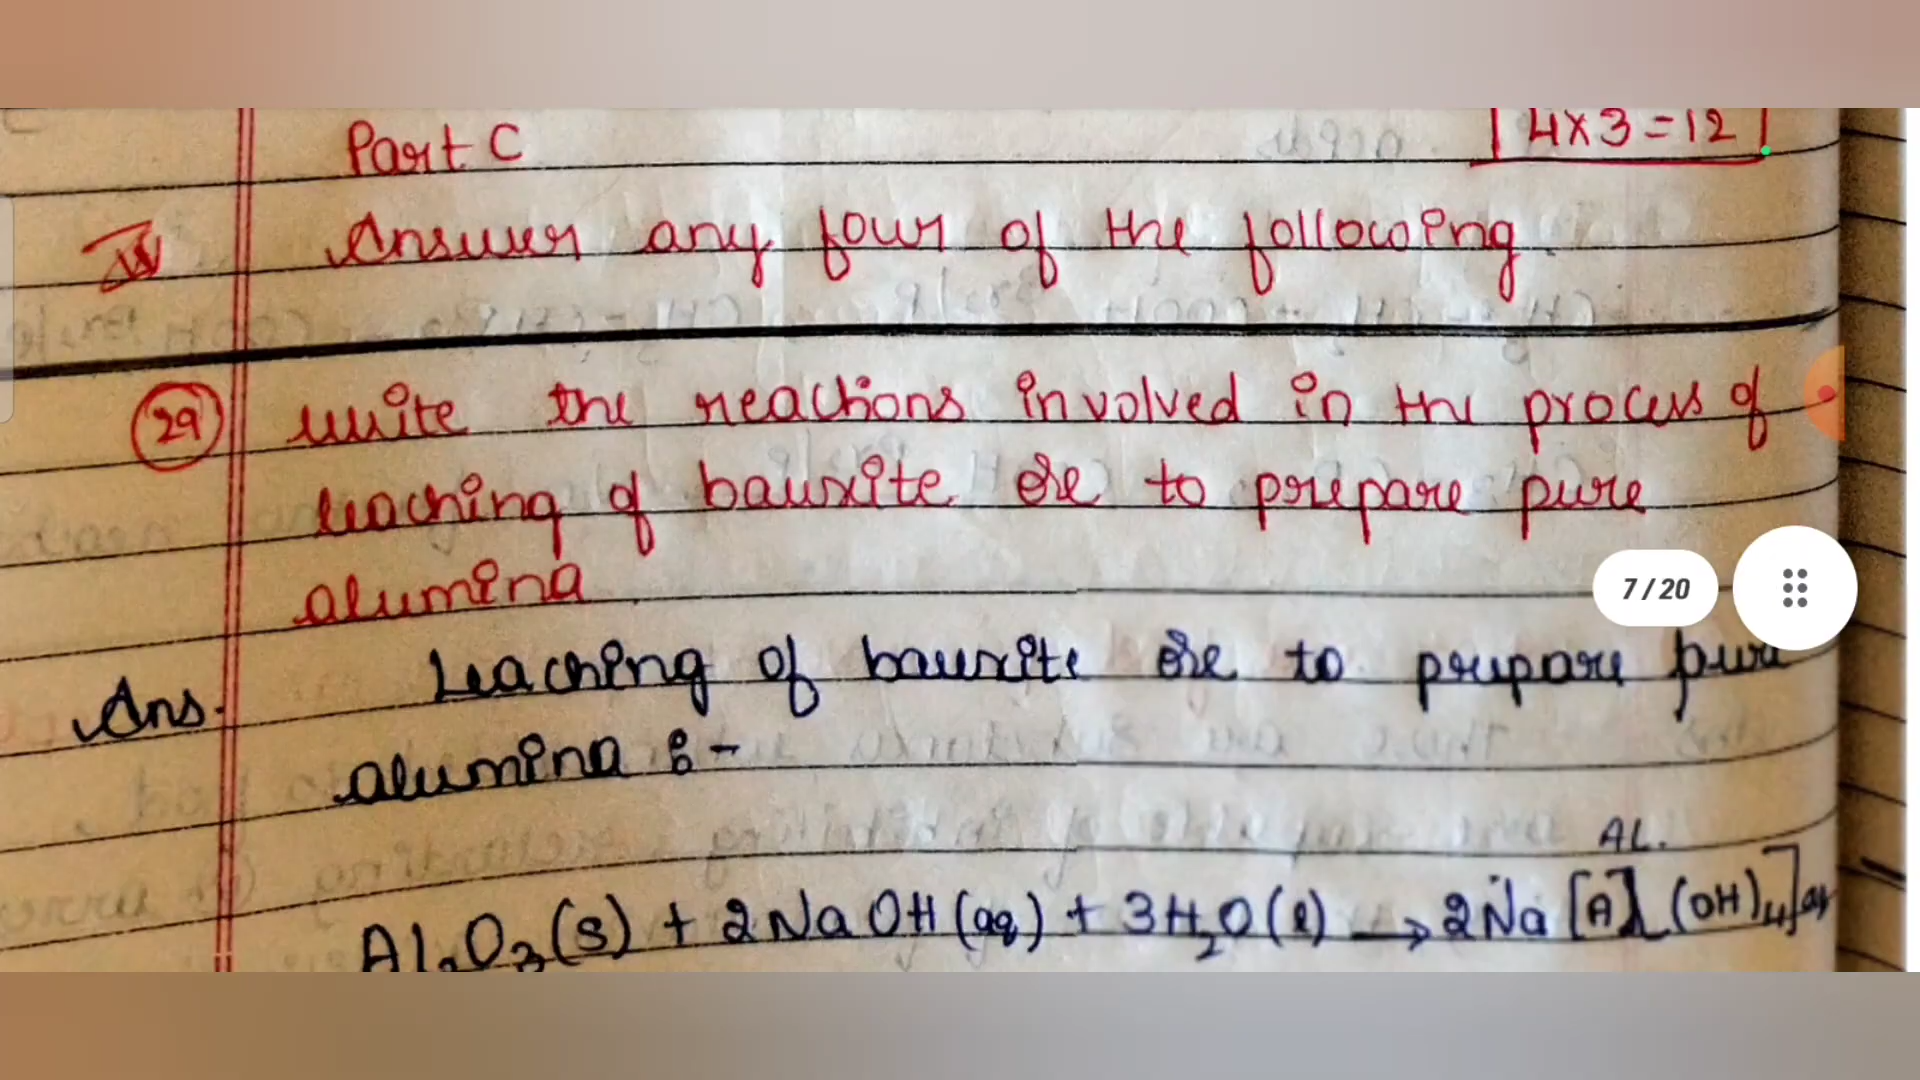 Part C
4x3=12
IV Answer any four of the following
29 write the reactions involved in the process of
leaching of bauxite ore to prepare pure
alumina
7/20
Ans. Leaching of bauxite ore to prepare pure
alumina :-
AL.
Al₂O₃(s) + 2NaOH(aq) + 3H₂O(l) → 2Na[Al(OH)₄]aq